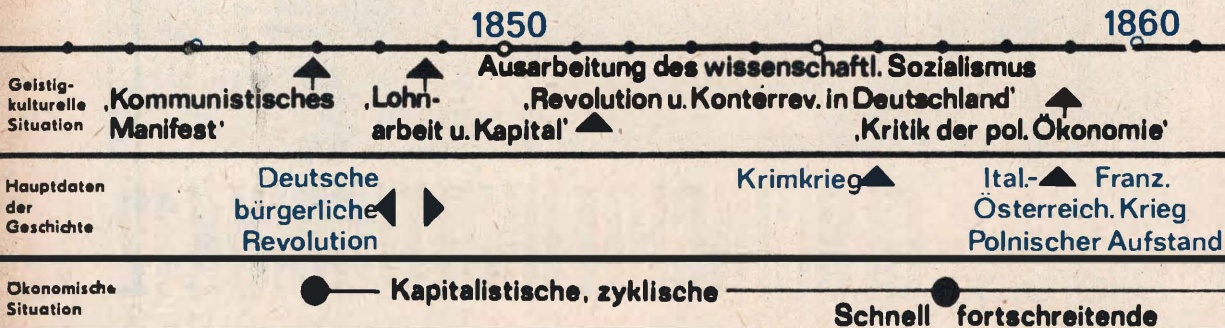 1850 1860
Geistig-
kulturelle
Situation
Ausarbeitung des wissenschaftl. Sozialismus
‚Kommunistisches
Manifest‘
‚Lohn-
arbeit u. Kapital‘
‚Revolution u. Konterrev. in Deutschland‘
‚Kritik der pol. Ökonomie‘
Hauptdaten
der
Geschichte
Deutsche
bürgerliche
Revolution
Krimkrieg
Ital.- Franz.
Österreich. Krieg
Polnischer Aufstand
Ökonomische
Situation
Kapitalistische, zyklische
Schnell fortschreitende